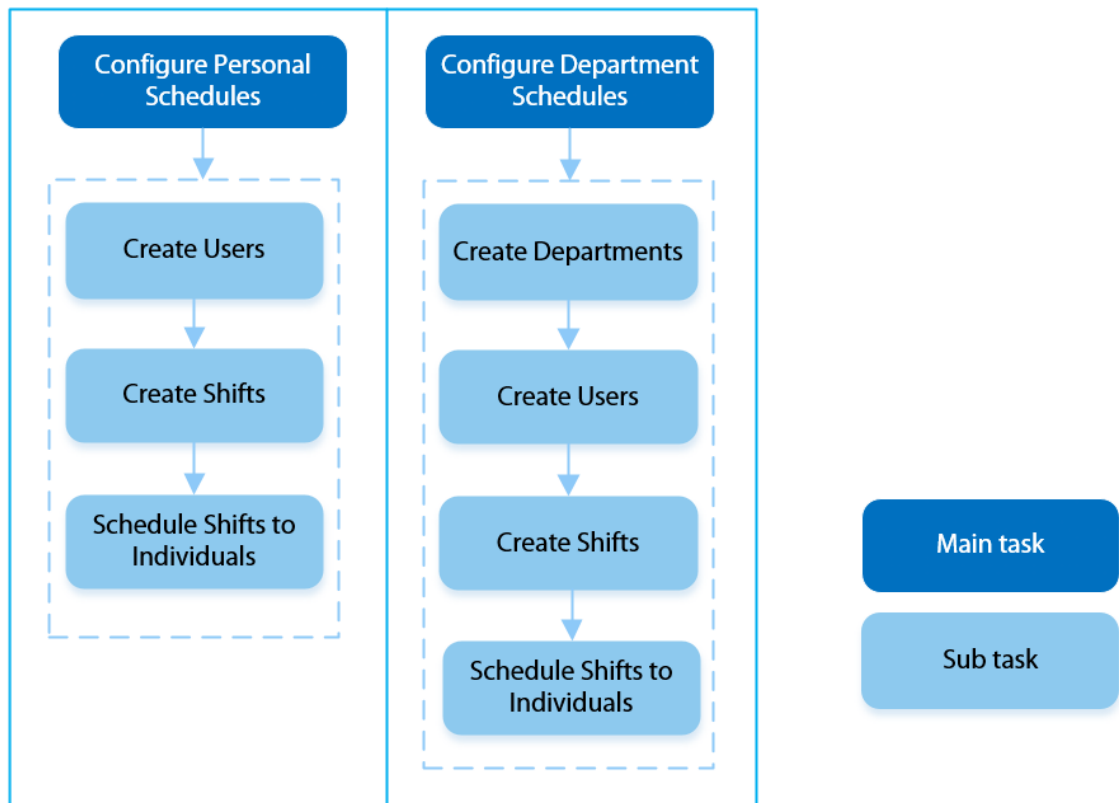 Configure Personal
Schedules
Create Users
Create Shifts
Schedule Shifts to
Individuals
Configure Department
Schedules
Create Departments
Create Users
Create Shifts
Schedule Shifts to
Individuals
Main task
Sub task